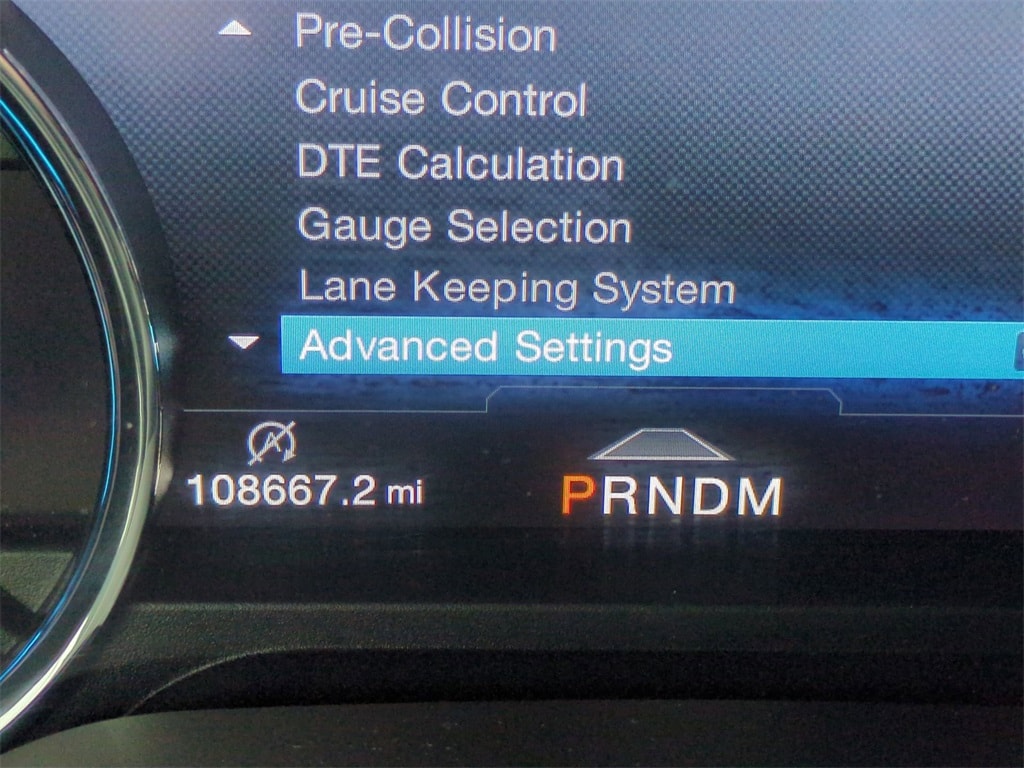 Pre-Collision
Cruise Control
DTE Calculation
Gauge Selection
Lane Keeping System
Advanced Settings
A
108667.2 mi
PRNDM